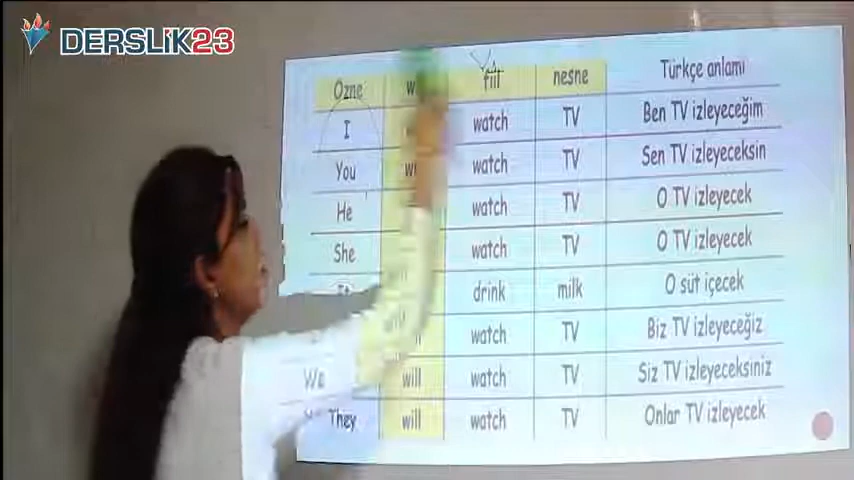 DERSLİK23
Özne fiil nesne Türkçe anlamı
I watch TV Ben TV izleyeceğim
You watch TV Sen TV izleyeceksin
He watch TV O TV izleyecek
She watch TV O TV izleyecek
drink milk O süt içecek
watch TV Biz TV izleyeceğiz
We will watch TV Siz TV izleyeceksiniz
They will watch TV Onlar TV izleyecek